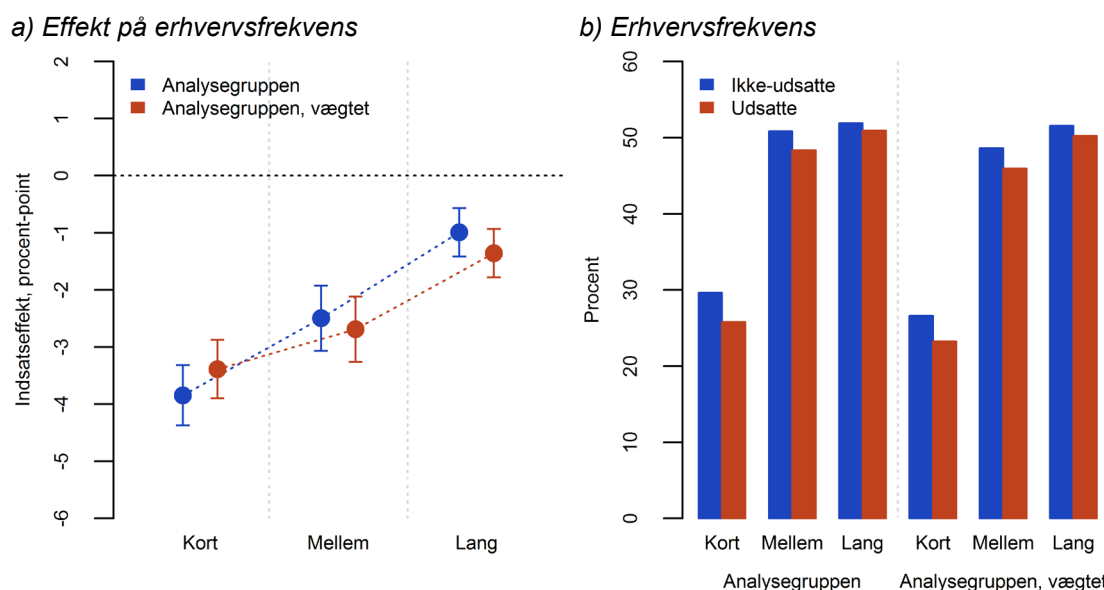 a) Effekt på erhvervsfrekvens
Analysegruppen
Analysegruppen, vægtet
Indsatseffekt, procent-point
2
1
0
-1
-2
-3
-4
-5
-6
Kort Mellem Lang
b) Erhvervsfrekvens
Ikke-udsatte
Udsatte
Procent
60
50
40
30
20
10
0
Kort Mellem Lang Kort Mellem Lang
Analysegruppen Analysegruppen, vægtet